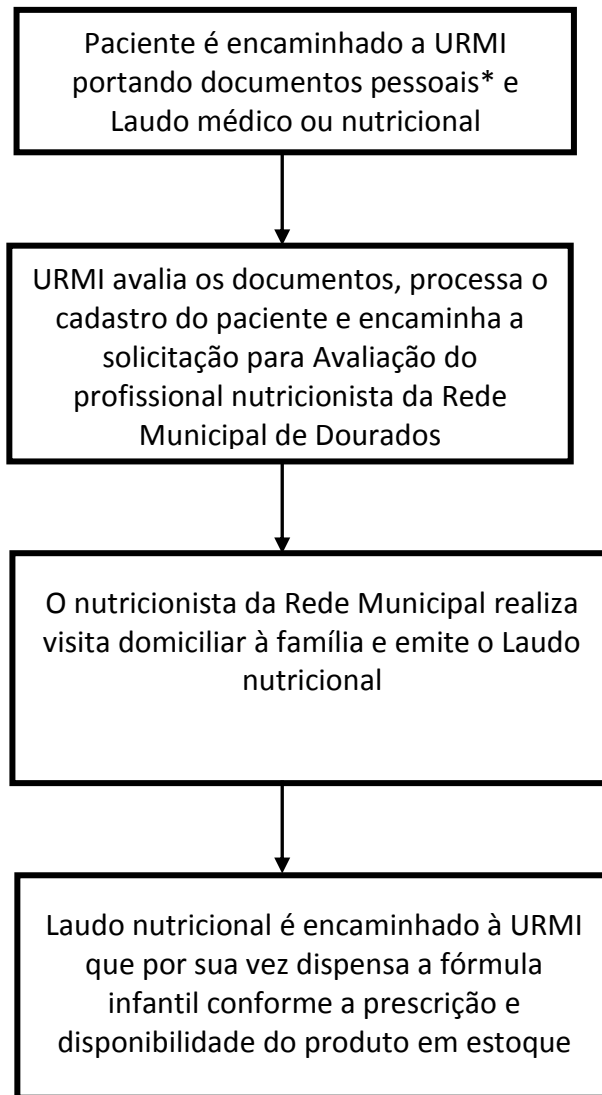 Paciente é encaminhado a URMI
portando documentos pessoais* e
Laudo médico ou nutricional
URMI avalia os documentos, processa o
cadastro do paciente e encaminha a
solicitação para Avaliação do
profissional nutricionista da Rede
Municipal de Dourados
O nutricionista da Rede Municipal realiza
visita domiciliar à família e emite o Laudo
nutricional
Laudo nutricional é encaminhado à URMI
que por sua vez dispensa a fórmula
infantil conforme a prescrição e
disponibilidade do produto em estoque